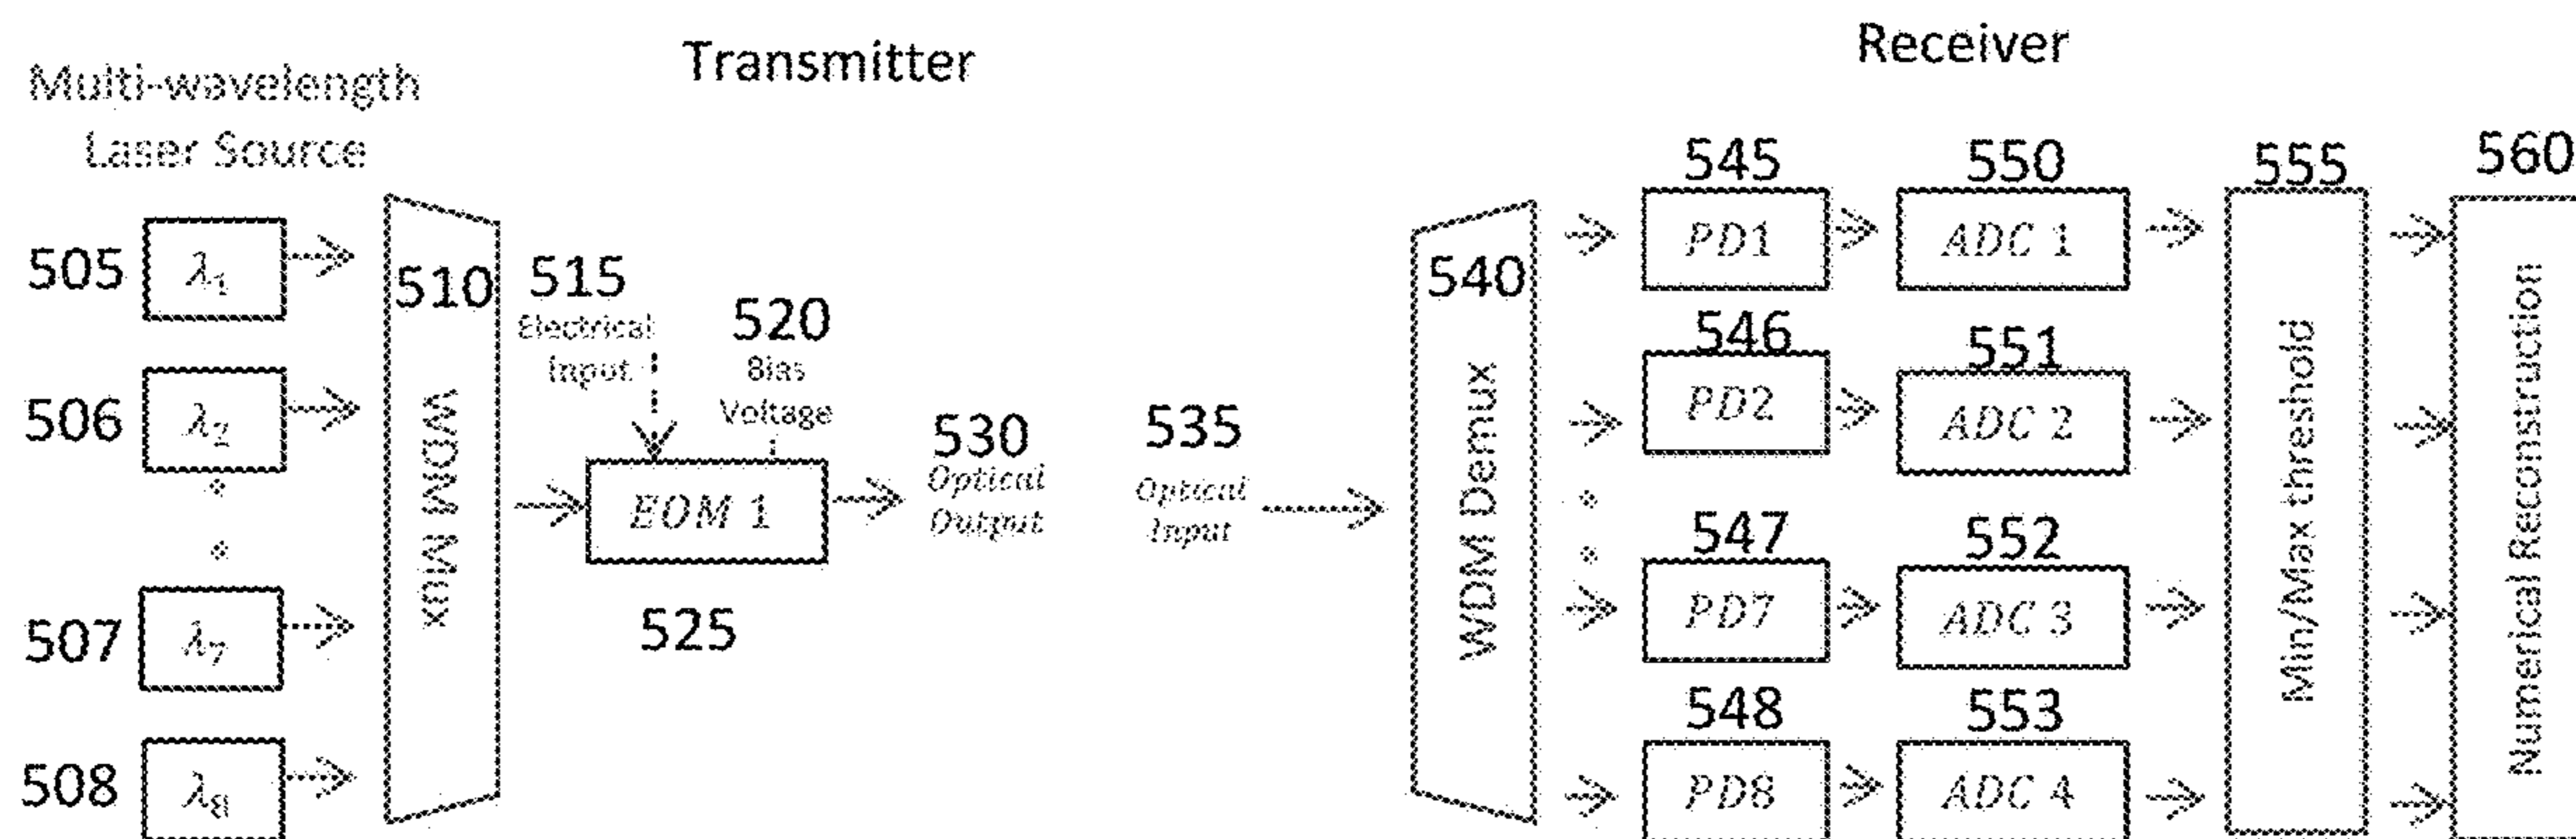 Transmitter
Receiver
Multi-wavelength
Laser Source
505
λ1
506
λ2
507
λ7
508
λ8
510
WDM Mux
515
Electrical
Input
520
Bias
Voltage
EOM 1
525
530
Optical
Output
535
Optical
Input
540
WDM Demux
545
PD1
546
PD2
547
PD7
548
PD8
550
ADC 1
551
ADC 2
552
ADC 3
553
ADC 4
555
Min/Max threshold
560
Numerical Reconstruction